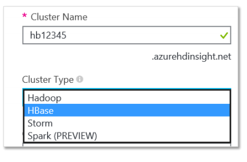 * Cluster Name
hb12345
.azurehdinsight.net
Cluster Type
Hadoop
HBase
Storm
Spark (PREVIEW)